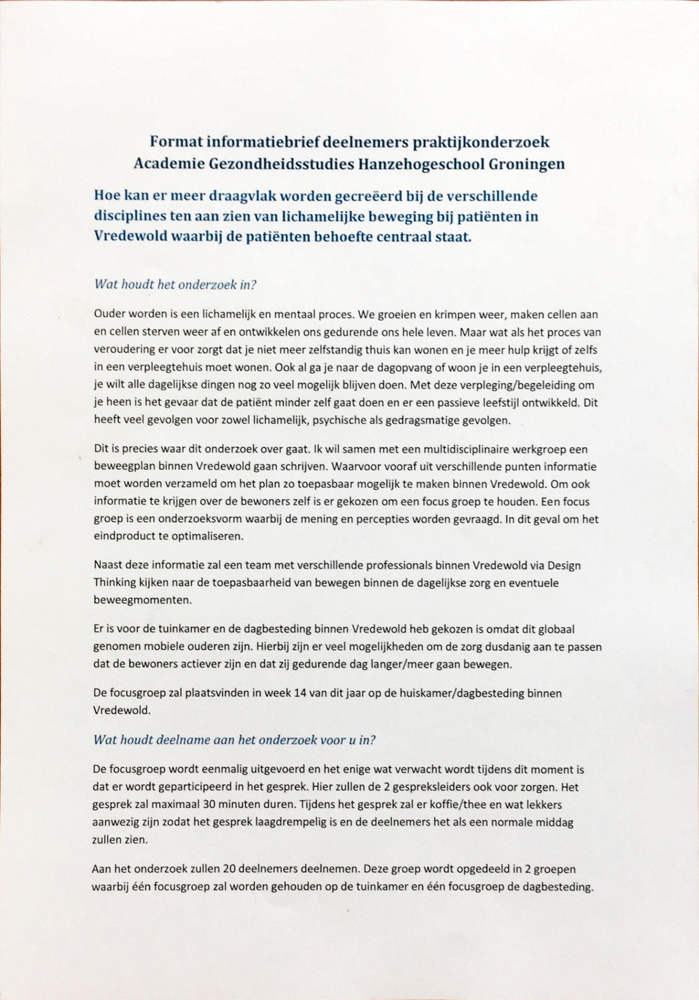 Format informatiebrief deelnemers praktijkonderzoek
Academie Gezondheidsstudies Hanzehogeschool Groningen
Hoe kan er meer draagvlak worden gecreëerd bij de verschillende
disciplines ten aan zien van lichamelijke beweging bij patiënten in
Vredewold waarbij de patiënten behoefte centraal staat.
Wat houdt het onderzoek in?
Ouder worden is een lichamelijk en mentaal proces. We groeien en krimpen weer, maken cellen aan
en cellen sterven weer af en ontwikkelen ons gedurende ons hele leven. Maar wat als het proces van
veroudering er voor zorgt dat je niet meer zelfstandig thuis kan wonen en je meer hulp krijgt of zelfs
in een verpleegtehuis moet wonen. Ook al ga je naar de dagopvang of woon je in een verpleegtehuis,
je wilt alle dagelijkse dingen nog zo veel mogelijk blijven doen. Met deze verpleging/begeleiding om
je heen is het gevaar dat de patiënt minder zelf gaat doen en er een passieve leefstijl ontwikkeld. Dit
heeft veel gevolgen voor zowel lichamelijk, psychische als gedragsmatige gevolgen.
Dit is precies waar dit onderzoek over gaat. Ik wil samen met een multidisciplinaire werkgroep een
beweegplan binnen Vredewold gaan schrijven. Waarvoor vooraf uit verschillende punten informatie
moet worden verzameld om het plan zo toepasbaar mogelijk te maken binnen Vredewold. Om ook
informatie te krijgen over de bewoners zelf is er gekozen om een focus groep te houden. Een focus
groep is een onderzoeksvorm waarbij de mening en percepties worden gevraagd. In dit geval om het
eindproduct te optimaliseren.
Naast deze informatie zal een team met verschillende professionals binnen Vredewold via Design
Thinking kijken naar de toepasbaarheid van bewegen binnen de dagelijkse zorg en eventuele
beweegmomenten.
Er is voor de tuinkamer en de dagbesteding binnen Vredewold heb gekozen is omdat dit globaal
genomen mobiele ouderen zijn. Hierbij zijn er veel mogelijkheden om de zorg dusdanig aan te passen
dat de bewoners actiever zijn en dat zij gedurende dag langer/meer gaan bewegen.
De focusgroep zal plaatsvinden in week 14 van dit jaar op de huiskamer/dagbesteding binnen
Vredewold.
Wat houdt deelname aan het onderzoek voor u in?
De focusgroep wordt eenmalig uitgevoerd en het enige wat verwacht wordt tijdens dit moment is
dat er wordt geparticipeerd in het gesprek. Hier zullen de 2 gespreksleiders ook voor zorgen. Het
gesprek zal maximaal 30 minuten duren. Tijdens het gesprek zal er koffie/thee en wat lekkers
aanwezig zijn zodat het gesprek laagdrempelig is en de deelnemers het als een normale middag
zullen zien.
Aan het onderzoek zullen 20 deelnemers deelnemen. Deze groep wordt opgedeeld in 2 groepen
waarbij één focusgroep zal worden gehouden op de tuinkamer en één focusgroep de dagbesteding.